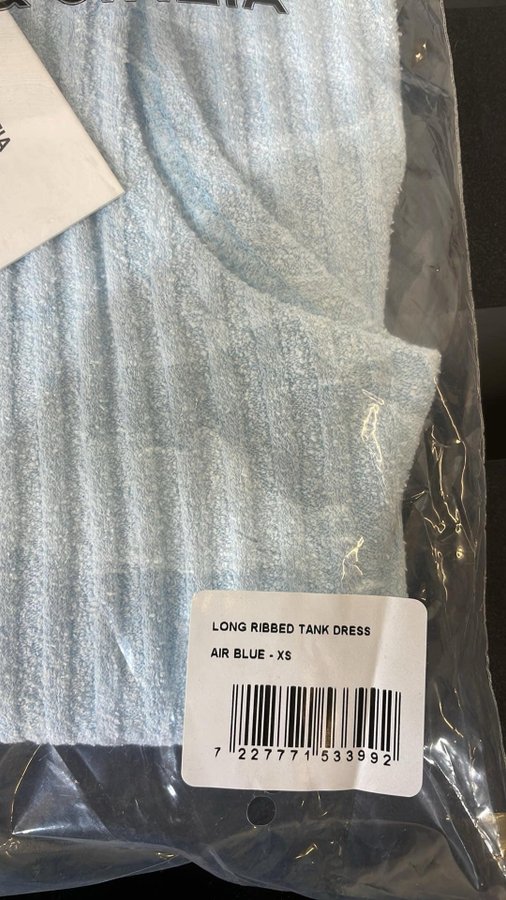 LONG RIBBED TANK DRESS
AIR BLUE - XS
7 227771 533992